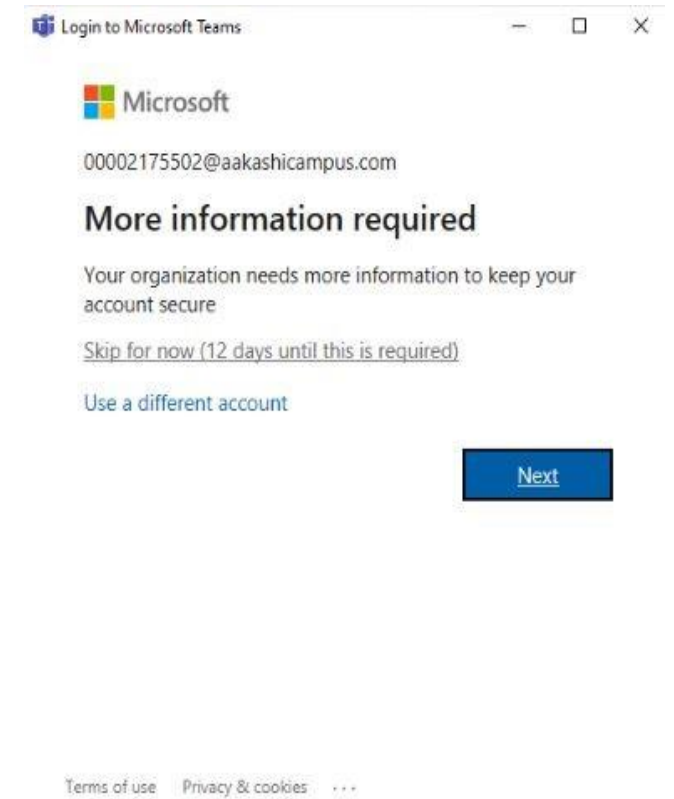 Login to Microsoft Teams
Microsoft
00002175502@aakashicampus.com
More information required
Your organization needs more information to keep your
account secure
Skip for now (12 days until this is required)
Use a different account
Next
Terms of use Privacy & cookies ...